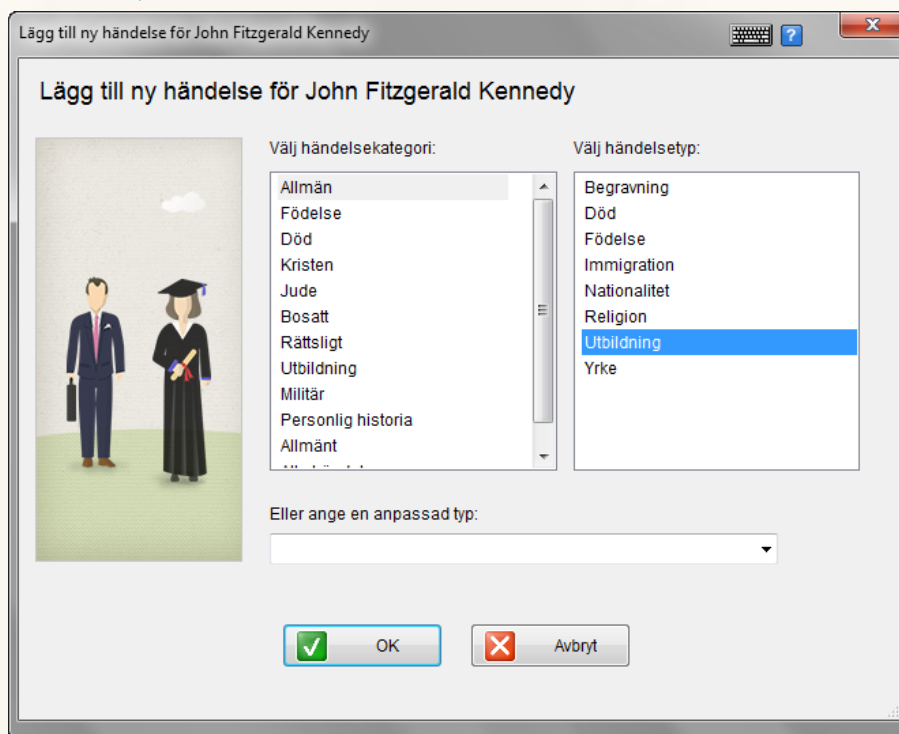 Lägg till ny händelse för John Fitzgerald Kennedy
?
X
Lägg till ny händelse för John Fitzgerald Kennedy
Välj händelsekategori:
Allmän
Födelse
Död
Kristen
Jude
Bosatt
Rättsligt
Utbildning
Militär
Personlig historia
Allmänt
Välj händelsetyp:
Begravning
Död
Födelse
Immigration
Nationalitet
Religion
Utbildning
Yrke
Eller ange en anpassad typ:
OK
Avbryt